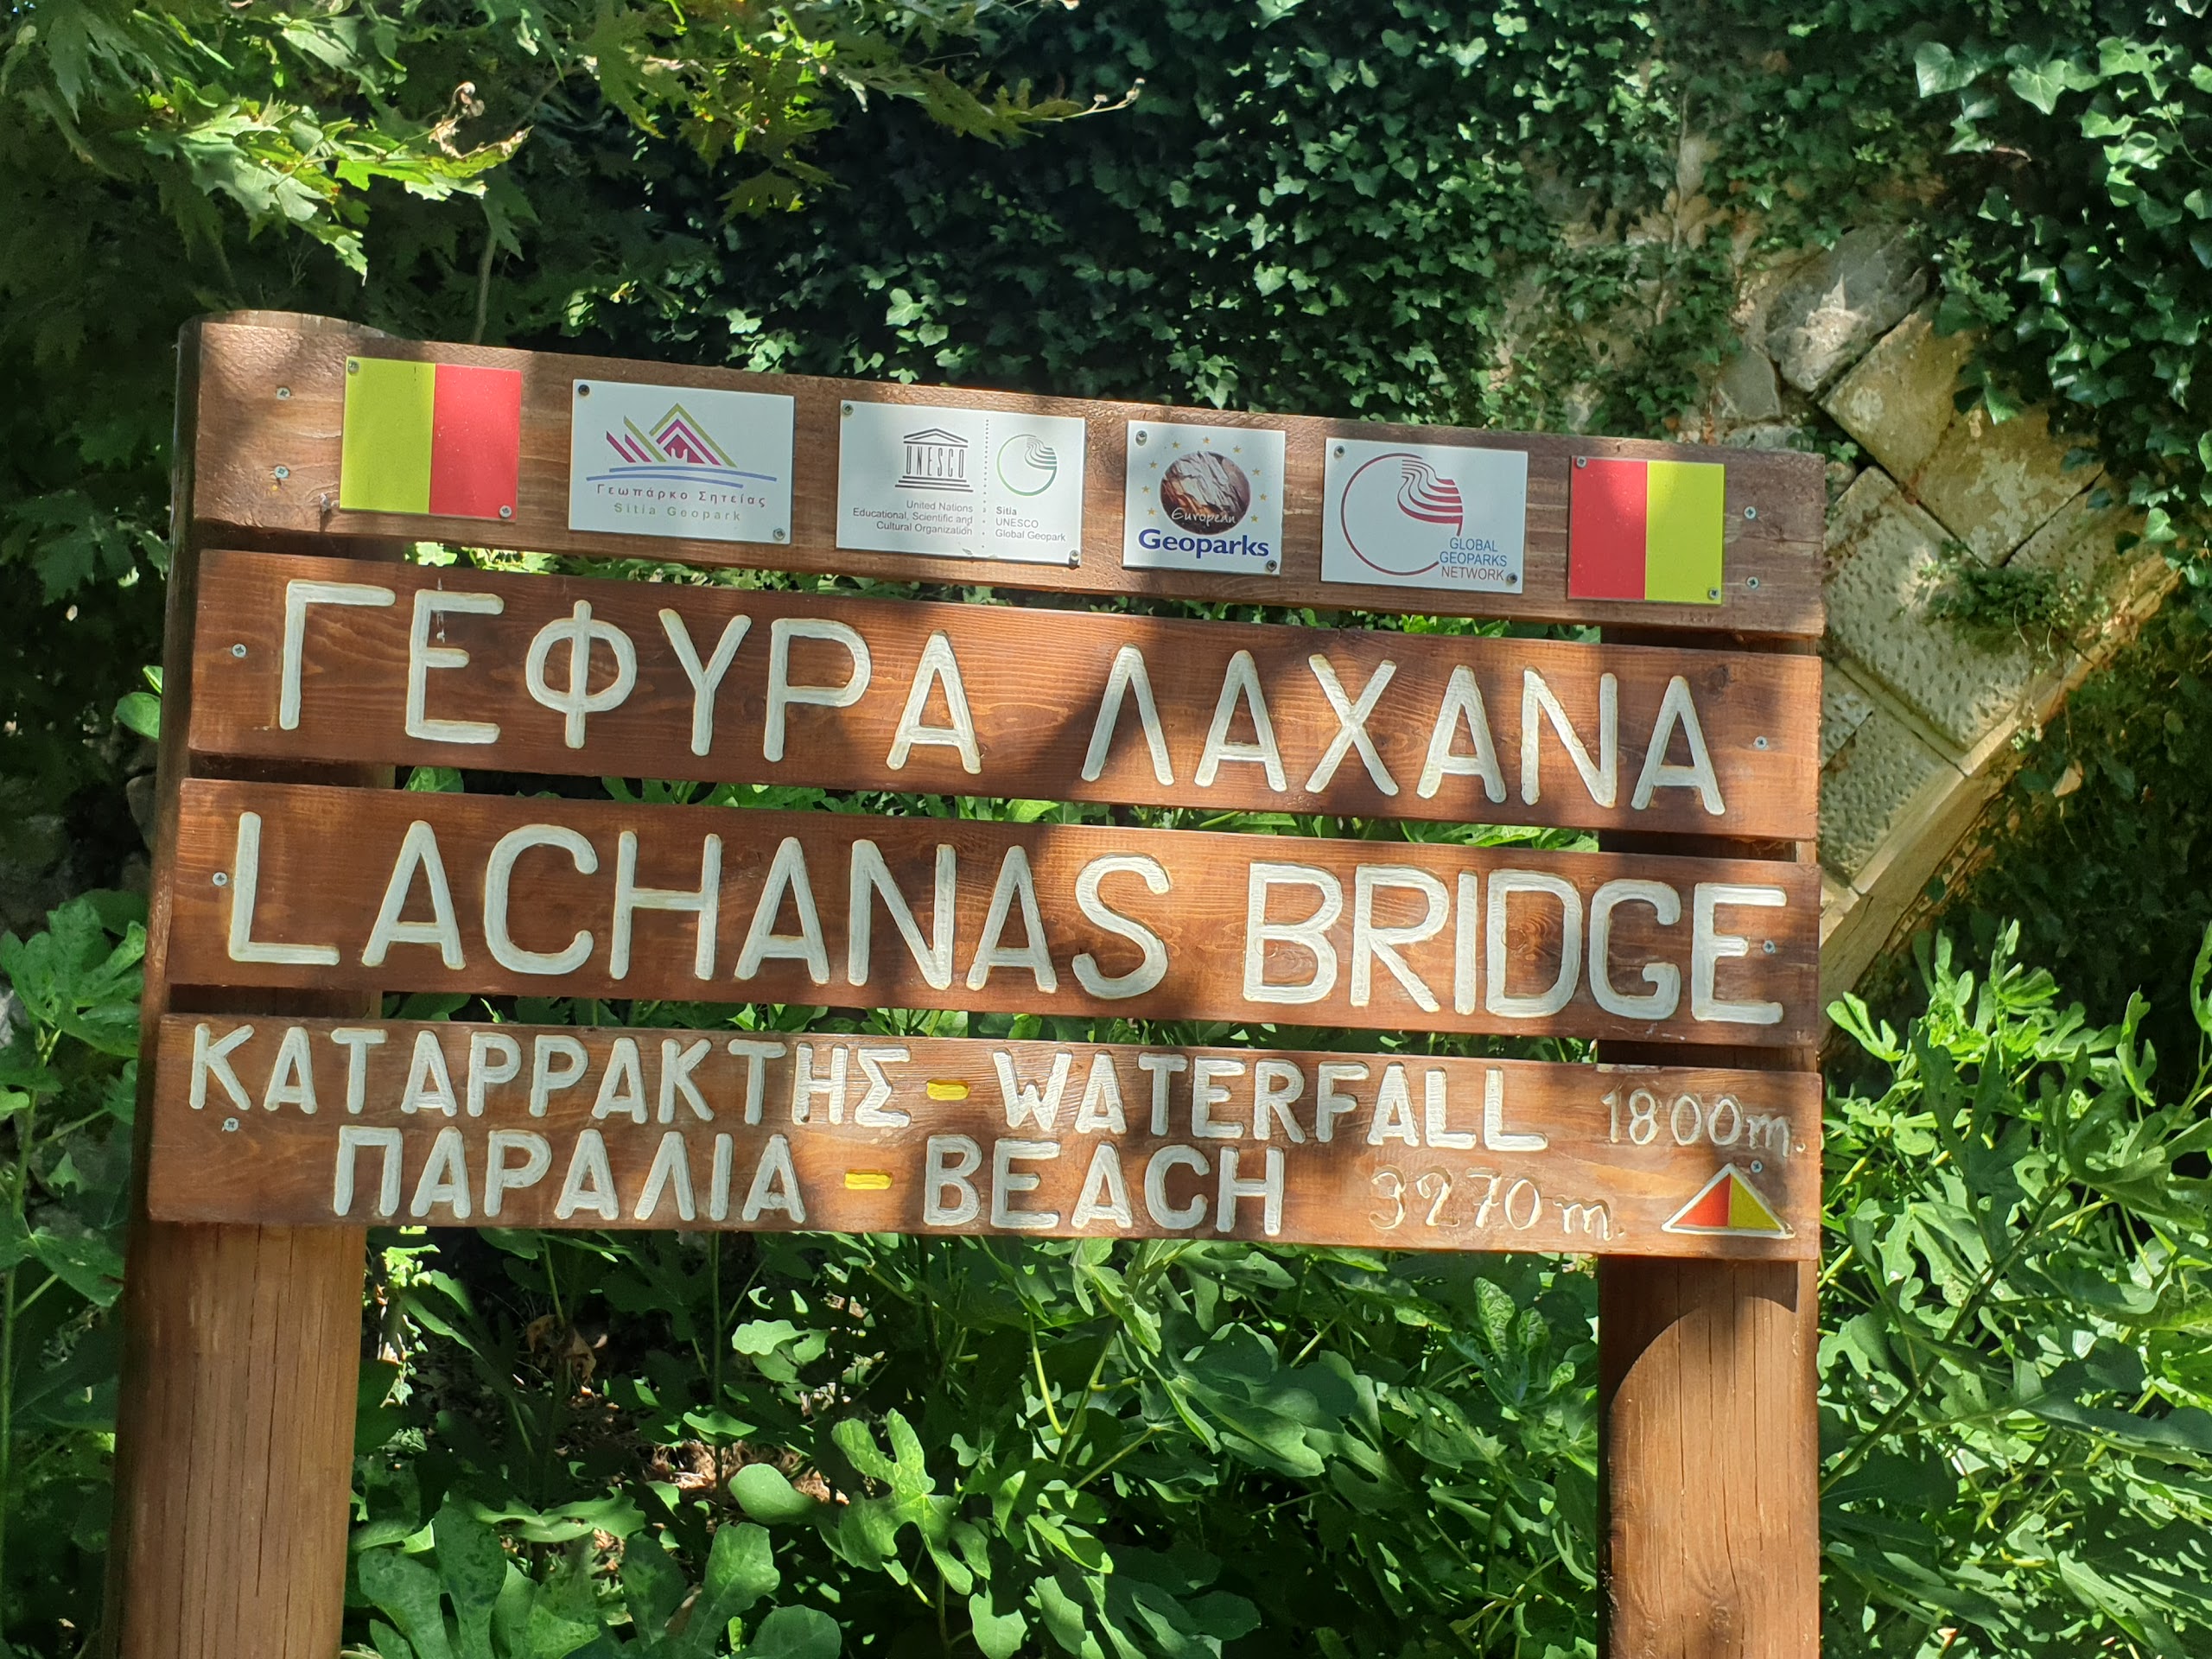 Γεωπάρκο Σητείας
Sitia Geopark
UNESCO
United Nations
Educational, Scientific and
Cultural Organization
Sitia
UNESCO
Global Geopark
European
Geoparks
GLOBAL
GEOPARKS
NETWORK
ΓΕΦΥΡΑ ΛΑΧΑΝΑ
LACHANAS BRIDGE
ΚΑΤΑΡΡΑΚΤΗΣ - WATERFALL 1800m.
ΠΑΡΑΛΙΑ - BEACH 3270m.